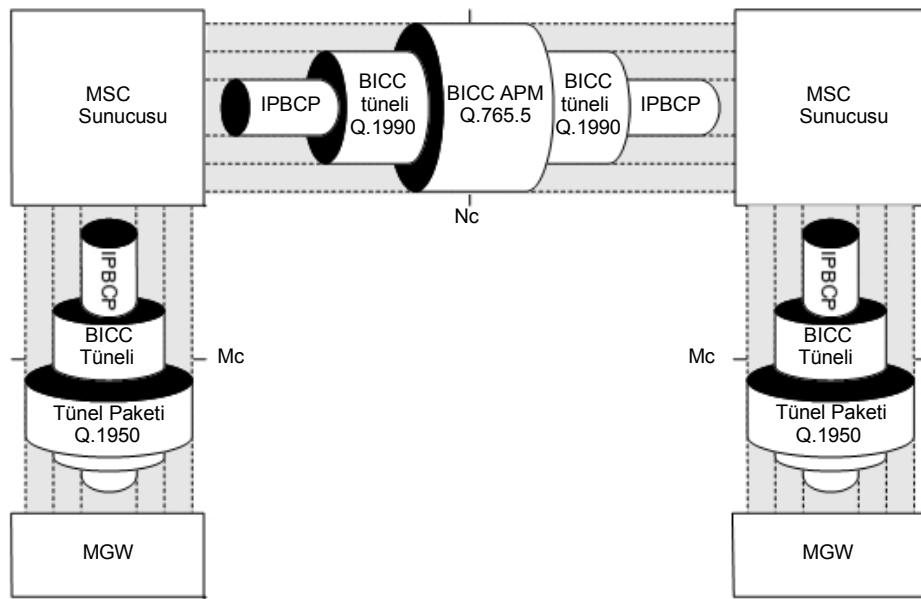 MSC
Sunucusu
IPBCP
BICC
tüneli
Q.1990
BICC APM
Q.765.5
BICC
tüneli
Q.1990
IPBCP
MSC
Sunucusu
Nc
IPBCP
BICC
Tüneli
Mc
Tünel Paketi
Q.1950
MGW
IPBCP
BICC
Tüneli
Mc
Tünel Paketi
Q.1950
MGW